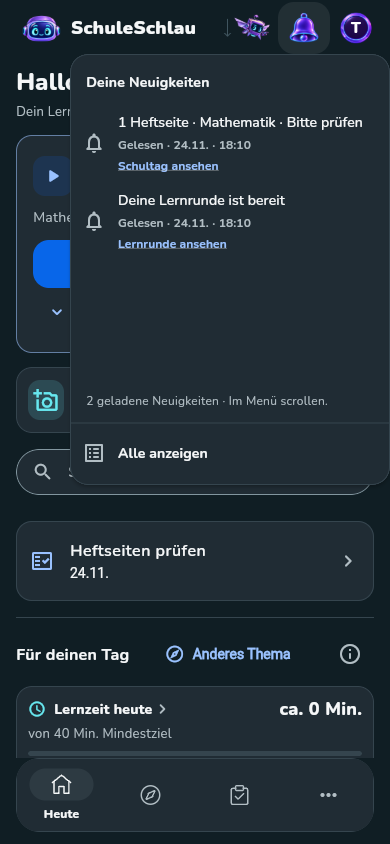 SchuleSchlau
T
Hall
Deine Neuigkeiten
Dein Lern
1 Heftseite · Mathematik · Bitte prüfen
Gelesen · 24.11. · 18:10
Schultag ansehen
Deine Lernrunde ist bereit
Gelesen · 24.11. · 18:10
Mathe
Lernrunde ansehen
2 geladene Neuigkeiten · Im Menü scrollen.
Alle anzeigen
Heftseiten prüfen
24.11.
Für deinen Tag
Anderes Thema
Lernzeit heute
ca. 0 Min.
von 40 Min. Mindestziel
Heute